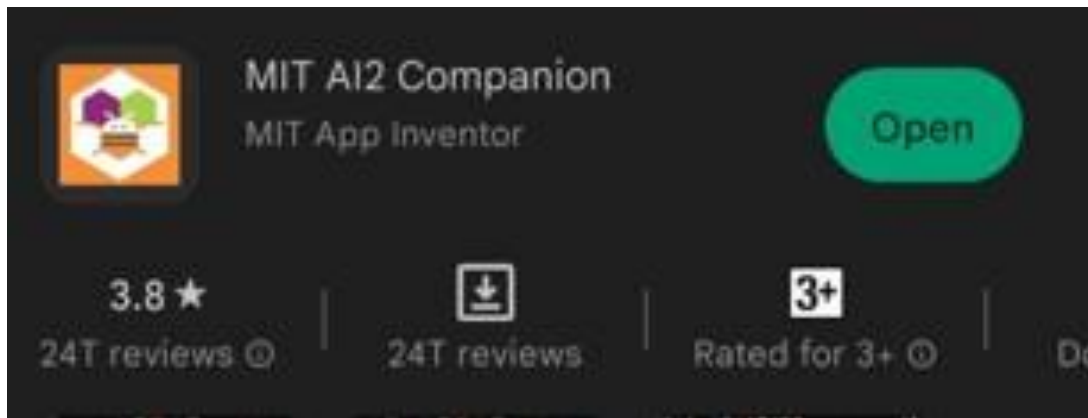 MIT AI2 Companion
MIT App Inventor
Open
3.8 ★
24T reviews
24T reviews
3+
Rated for 3+